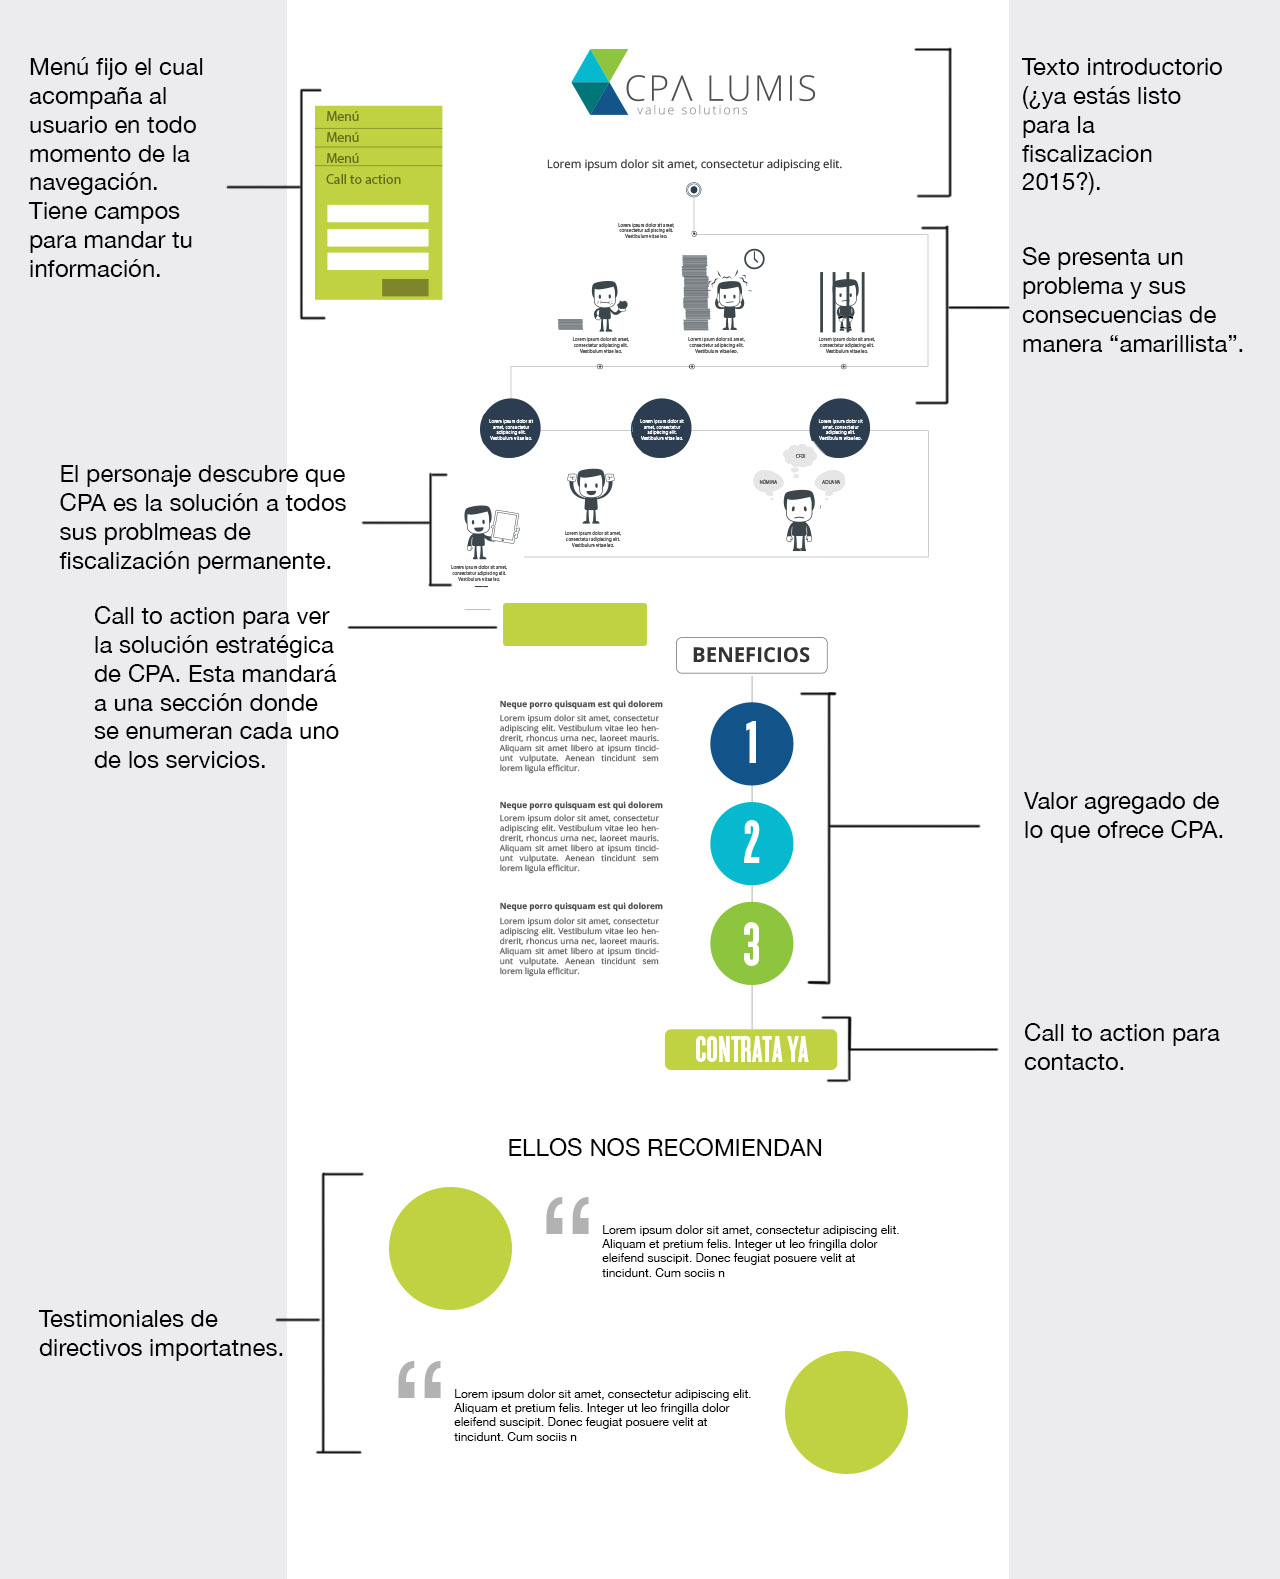 Menú fijo el cual
acompaña al
usuario en todo
momento de la
navegación.
Tiene campos
para mandar tu
información.
Menú
Menú
Menú
Call to action
CPA LUMIS
value solutions
Lorem ipsum dolor sit amet, consectetur adipiscing elit.
Texto introductorio
(¿ya estás listo
para la
fiscalizacion
2015?).
Lorem ipsum dolor sit amet,
consectetur adipiscing elit.
Vestibulum vitae leo.
Se presenta un
problema y sus
consecuencias de
manera “amarillista”.
Lorem ipsum dolor sit amet,
consectetur adipiscing elit.
Vestibulum vitae leo.
Lorem ipsum dolor sit amet,
consectetur adipiscing elit.
Vestibulum vitae leo.
Lorem ipsum dolor sit amet,
consectetur adipiscing elit.
Vestibulum vitae leo.
Lorem ipsum dolor sit
amet, consectetur
adipiscing elit.
Vestibulum vitae leo.
Lorem ipsum dolor sit
amet, consectetur
adipiscing elit.
Vestibulum vitae leo.
Lorem ipsum dolor sit
amet, consectetur
adipiscing elit.
Vestibulum vitae leo.
El personaje descubre que
CPA es la solución a todos
sus problmeas de
fiscalización permanente.
CFDI
NÓMINA
ADUANA
Lorem ipsum dolor sit amet,
consectetur adipiscing elit.
Vestibulum vitae leo.
Lorem ipsum dolor sit amet,
consectetur adipiscing elit.
Vestibulum vitae leo.
Call to action para ver
la solución estratégica
de CPA. Esta mandará
a una sección donde
se enumeran cada uno
de los servicios.
BENEFICIOS
Neque porro quisquam est qui dolorem
Lorem ipsum dolor sit amet, consectetur
adipiscing elit. Vestibulum vitae leo hen-
drerit, rhoncus urna nec, laoreet mauris.
Aliquam sit amet libero at ipsum tincid-
unt vulputate. Aenean tincidunt sem
lorem ligula efficitur.
1
Neque porro quisquam est qui dolorem
Lorem ipsum dolor sit amet, consectetur
adipiscing elit. Vestibulum vitae leo hen-
drerit, rhoncus urna nec, laoreet mauris.
Aliquam sit amet libero at ipsum tincid-
unt vulputate. Aenean tincidunt sem
lorem ligula efficitur.
2
Neque porro quisquam est qui dolorem
Lorem ipsum dolor sit amet, consectetur
adipiscing elit. Vestibulum vitae leo hen-
drerit, rhoncus urna nec, laoreet mauris.
Aliquam sit amet libero at ipsum tincid-
unt vulputate. Aenean tincidunt sem
lorem ligula efficitur.
3
Valor agregado de
lo que ofrece CPA.
CONTRATA YA
Call to action para
contacto.
ELLOS NOS RECOMIENDAN
“
Lorem ipsum dolor sit amet, consectetur adipiscing elit.
Aliquam et pretium felis. Integer ut leo fringilla dolor
eleifend suscipit. Donec feugiat posuere velit at
tincidunt. Cum sociis n
Testimoniales de
directivos importatnes.
“
Lorem ipsum dolor sit amet, consectetur adipiscing elit.
Aliquam et pretium felis. Integer ut leo fringilla dolor
eleifend suscipit. Donec feugiat posuere velit at
tincidunt. Cum sociis n